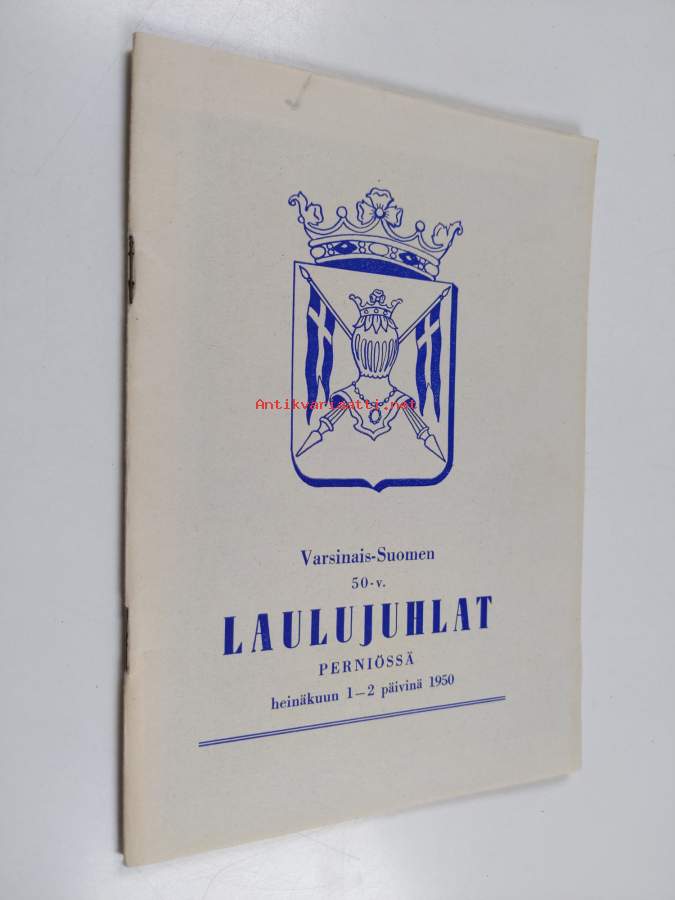 Antikvariaatti.net
Varsinais-Suomen
50-v.
LAULUJUHLAT
PERNIÖSSÄ
heinäkuun 1—2 päivinä 1950